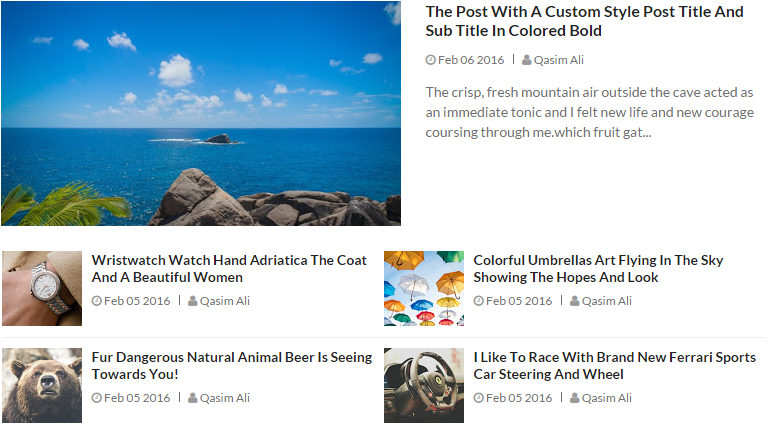 The Post With A Custom Style Post Title And
Sub Title In Colored Bold
Feb 06 2016 | Qasim Ali
The crisp, fresh mountain air outside the cave acted as
an immediate tonic and I felt new life and new courage
coursing through me.which fruit gat...
Wristwatch Watch Hand Adriatica The Coat
And A Beautiful Women
Feb 05 2016 | Qasim Ali
Colorful Umbrellas Art Flying In The Sky
Showing The Hopes And Look
Feb 05 2016 | Qasim Ali
Fur Dangerous Natural Animal Beer Is Seeing
Towards You!
Feb 05 2016 | Qasim Ali
I Like To Race With Brand New Ferrari Sports
Car Steering And Wheel
Feb 05 2016 | Qasim Ali